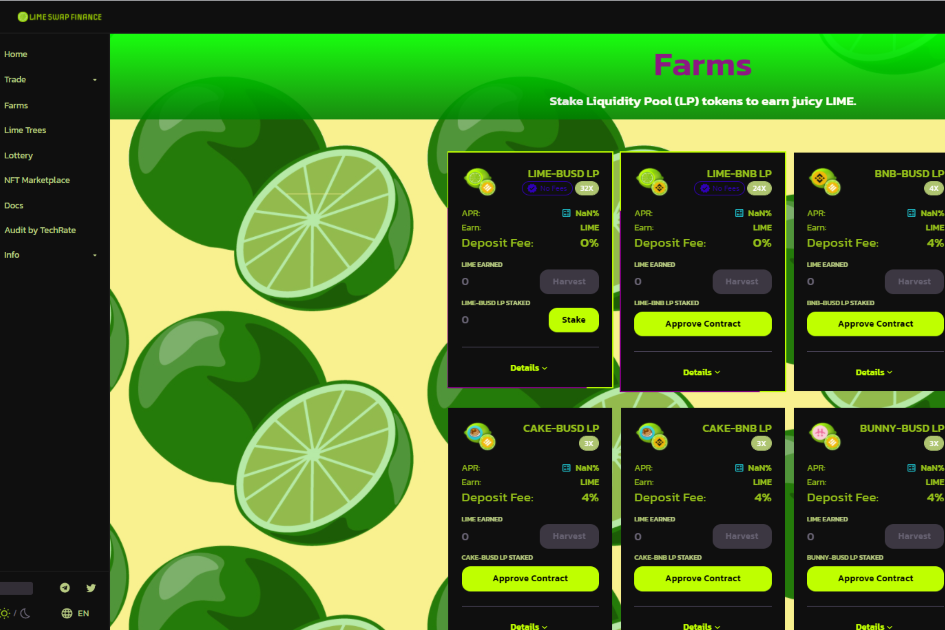 LIME SWAP FINANCE
Home
Trade
Farms
Lime Trees
Lottery
NFT Marketplace
Docs
Audit by TechRate
Info
/
EN
Farms
Stake Liquidity Pool (LP) tokens to earn juicy LIME.
LIME-BUSD LP
No Fees 32X
APR: NaN%
Earn: LIME
Deposit Fee: 0%
LIME EARNED
0 Harvest
LIME-BUSD LP STAKED
0 Stake
Details
LIME-BNB LP
No Fees 24X
APR: NaN%
Earn: LIME
Deposit Fee: 0%
LIME EARNED
0 Harvest
LIME-BNB LP STAKED
Approve Contract
Details
BNB-BUSD LP
4X
APR: NaN%
Earn: LIME
Deposit Fee: 4%
LIME EARNED
0 Harvest
BNB-BUSD LP STAKED
Approve Contract
Details
CAKE-BUSD LP
3X
APR: NaN%
Earn: LIME
Deposit Fee: 4%
LIME EARNED
0 Harvest
CAKE-BUSD LP STAKED
Approve Contract
Details
CAKE-BNB LP
3X
APR: NaN%
Earn: LIME
Deposit Fee: 4%
LIME EARNED
0 Harvest
CAKE-BNB LP STAKED
Approve Contract
Details
BUNNY-BUSD LP
3X
APR: NaN%
Earn: LIME
Deposit Fee: 4%
LIME EARNED
0 Harvest
BUNNY-BUSD LP STAKED
Approve Contract
Details